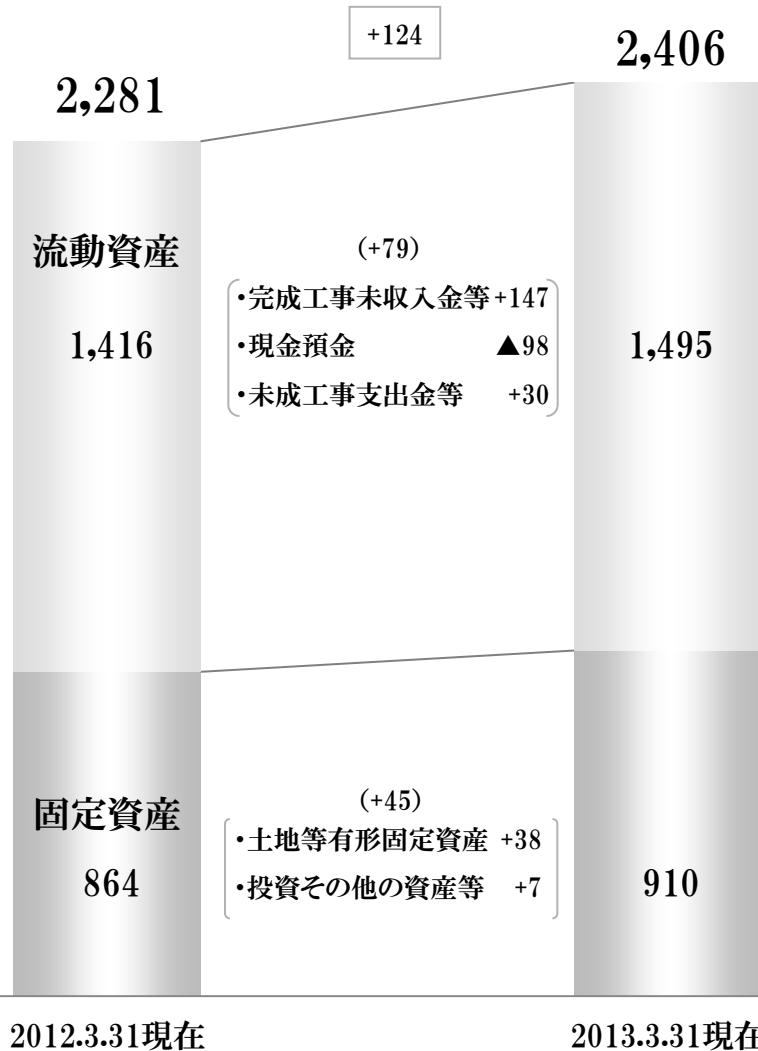 +124
2,406
2,281
流動資産
(+79)
・完成工事未収入金等+147
1,416
・現金預金 ▲98
1,495
・未成工事支出金等 +30
固定資産
(+45)
・土地等有形固定資産 +38
864
・投資その他の資産等 +7
910
2012.3.31現在
2013.3.31現在